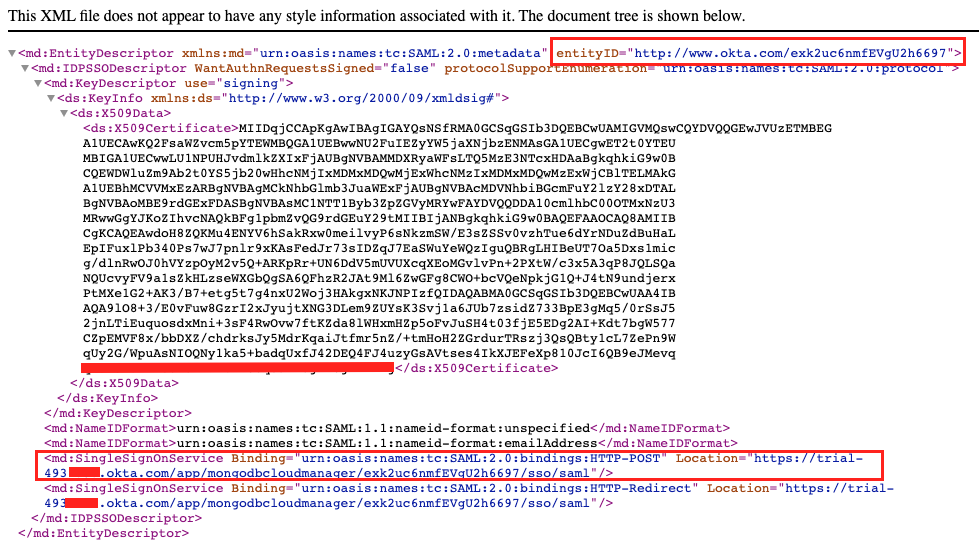 This XML file does not appear to have any style information associated with it. The document tree is shown below.
▼<md:EntityDescriptor xmlns:md="urn:oasis:names:tc:SAML:2.0:metadata" entityID="http://www.okta.com/exk2uc6nmfEVgU2h6697">
▼<md:IDPSSODescriptor WantAuthnRequestsSigned="false" protocolSupportEnumeration="urn:oasis:names:tc:SAML:2.0:protocol">
▼<md:KeyDescriptor use="signing">
▼<ds:KeyInfo xmlns:ds="http://www.w3.org/2000/09/xmldsig#">
▼<ds:X509Data>
<ds:X509Certificate>MIIDqjCCApKgAwIBAgIGAYQsNSfRMA0GCSqGSIb3DQEBCwUAMIGVMQswCQYDVQQGEwJVUzETMBEG
A1UECAwKQ2FsaWZvcm5pYTEWMBQGA1UEBwwNU2FuIEZyYW5jaXNjbzENMAsGA1UECgwET2t0YTEU
MBIGA1UECwwLU1NPUHJvdmlkZXIxFjAUBgNVBAMMDXRyaWFsLTQ5MzE3NTcxHDAaBgkqhkiG9w0B
CQEWDWluZm9Ab2t0YS5jb20wHhcNMjIxMDMxMDQwMjExWhcNMzIxMDMxMDQwMzExWjCBlTELMAkG
A1UEBhMCVVMxEzARBgNVBAgMCkNhbGlmb3JuaWExFjAUBgNVBAcMDVNhbiBGcmFuY2lzY28xDTAL
BgNVBAoMBE9rdGExFDASBgNVBAsMC1NTT1Byb3ZpZGVyMRYwFAYDVQQDDA10cmlhbC00OTMxNzU3
MRwwGgYJKoZIhvcNAQkBFg1pbmZvQG9rdGEuY29tMIIBIjANBgkqhkiG9w0BAQEFAAOCAQ8AMIIB
CgKCAQEAwdoH8ZQKMu4ENYV6hSakRxw0meilvyP6sNkzmSW/E3sZSSv0vzhTue6dYrNDuZdBuHaL
EpIFuxlPb340Ps7wJ7pnlr9xKAsFedJr73sIDZqJ7EaSWuYeWQzIguQBRgLHIBeUT7Oa5Dxslmic
g/dlnRwOJ0hVYzpOyM2v5Q+ARKpRr+UN6DdV5mUVUXcqXEoMGvlvPn+2PXtW/c3x5A3qP8JQLSQa
NQUcvyFV9alsZkHLzseWXGbQgSA6QFhzR2JAt9Ml6ZwGFg8CWO+bcVQeNpkjGlQ+J4tN9undjerx
PtMXelG2+AK3/B7+etg5t7g4nxU2Woj3HAkgxNKJNPIzfQIDAQABMA0GCSqGSIb3DQEBCwUAA4IB
AQA9lO8+3/E0vFuw8GzrI2xJyujtXNG3DLem9ZUYsK3Svj1a6JUb7zsidZ733BpE3gMq5/0rSsJ5
2jnLTiEuquosdxMni+3sF4RwOvw7ftKZda8lWHxmHZp5oFvJuSH4t03fjE5EDg2AI+Kdt7bgW577
CZpEMVF8x/bbDXZ/chdrksJy5MdrKqaiJtfmr5nZ/+tmHoH2ZGrdurTRszj3QsQBty1cL7ZePn9W
qUy2G/WpuAsNIOQNy1ka5+badqUxfJ42DEQ4FJ4uzyGsAVtses4IkXJEFeXp8l0JcI6QB9eJMevq
</ds:X509Certificate>
</ds:X509Data>
</ds:KeyInfo>
</md:KeyDescriptor>
<md:NameIDFormat>urn:oasis:names:tc:SAML:1.1:nameid-format:unspecified</md:NameIDFormat>
<md:NameIDFormat>urn:oasis:names:tc:SAML:1.1:nameid-format:emailAddress</md:NameIDFormat>
<md:SingleSignOnService Binding="urn:oasis:names:tc:SAML:2.0:bindings:HTTP-POST" Location="https://trial-
493 .okta.com/app/mongodbcloudmanager/exk2uc6nmfEVgU2h6697/sso/saml"/>
<md:SingleSignOnService Binding="urn:oasis:names:tc:SAML:2.0:bindings:HTTP-Redirect" Location="https://trial-
493 .okta.com/app/mongodbcloudmanager/exk2uc6nmfEVgU2h6697/sso/saml"/>
</md:IDPSSODescriptor>
</md:EntityDescriptor>